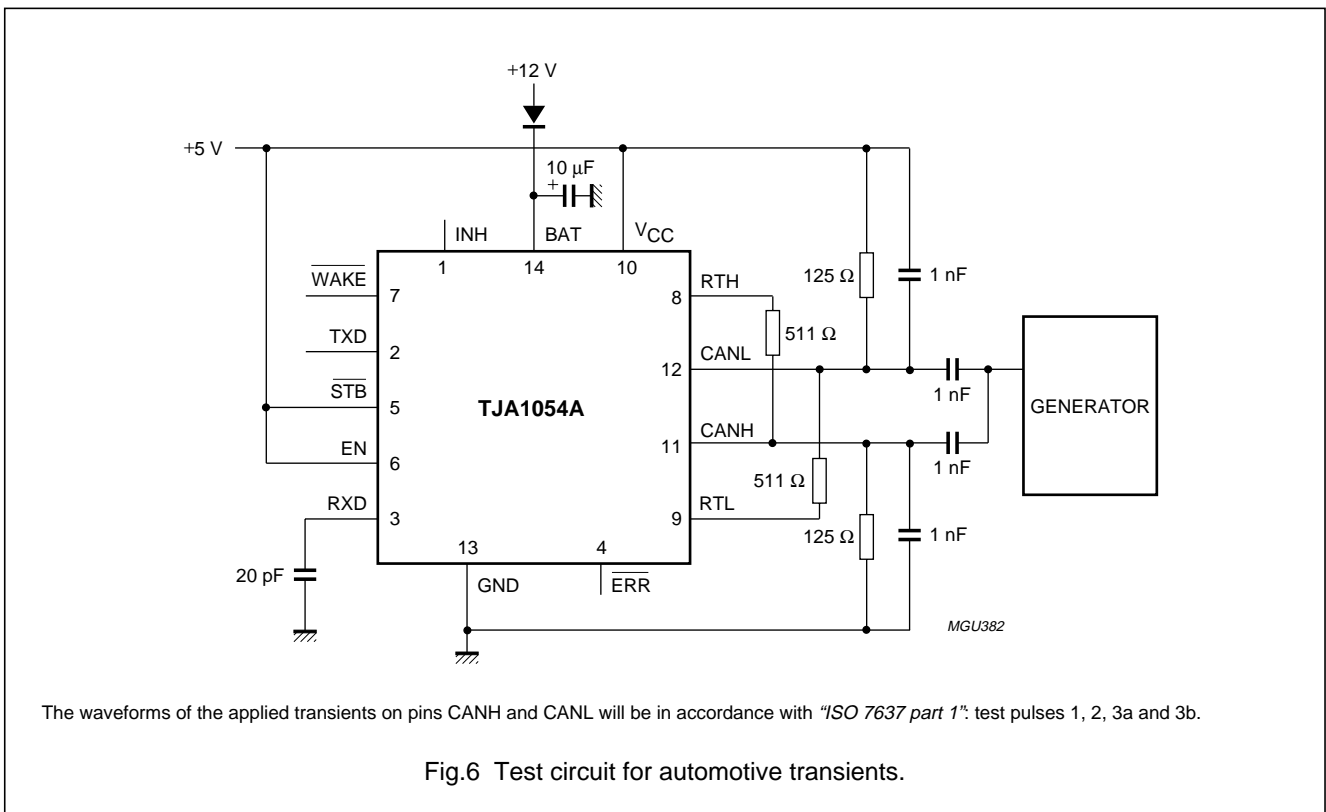 +12 V
+5 V
10 μF
+
INH
BAT
VCC
1
14
10
WAKE
7
TXD
2
STB
5
EN
6
RXD
3
TJA1054A
8
RTH
12
CANL
11
CANH
9
RTL
125 Ω
1 nF
511 Ω
1 nF
GENERATOR
1 nF
511 Ω
125 Ω
1 nF
13
4
GND
ERR
20 pF
MGU382
The waveforms of the applied transients on pins CANH and CANL will be in accordance with “ISO 7637 part 1”: test pulses 1, 2, 3a and 3b.
Fig.6 Test circuit for automotive transients.